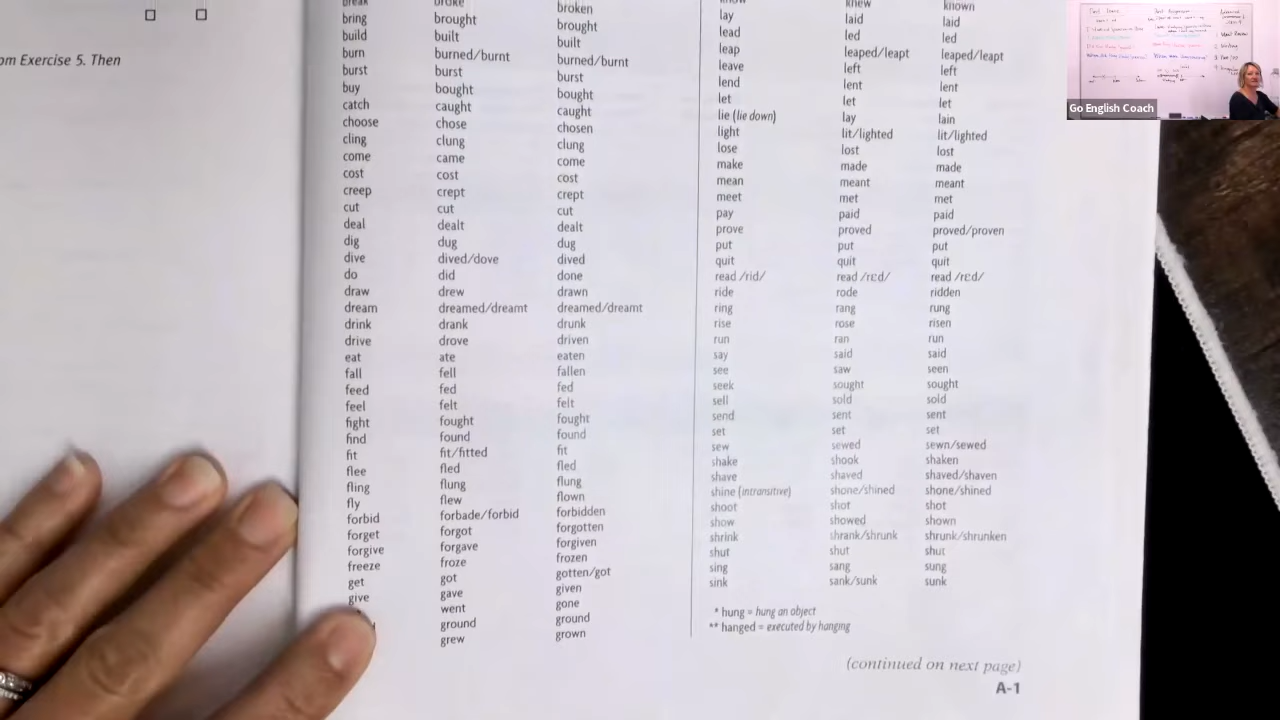 om Exercise 5. Then
break broke broken
bring brought brought
build built built
burn burned/burnt burned/burnt
burst burst burst
buy bought bought
catch caught caught
choose chose chosen
cling clung clung
come came come
cost cost cost
creep crept crept
cut cut cut
deal dealt dealt
dig dug dug
dive dived/dove dived
do did done
draw drew drawn
dream dreamed/dreamt dreamed/dreamt
drink drank drunk
drive drove driven
eat ate eaten
fall fell fallen
feed fed fed
feel felt felt
fight fought fought
find found found
fit fit/fitted fit
flee fled fled
fling flung flung
fly flew flown
forbid forbade/forbid forbidden
forget forgot forgotten
forgive forgave forgiven
freeze froze frozen
get got gotten/got
give gave given
went gone
ground ground
grew grown
know knew known
lay laid laid
lead led led
leap leaped/leapt leaped/leapt
leave left left
lend lent lent
let let let
lie (lie down) lay lain
light lit/lighted lit/lighted
lose lost lost
make made made
mean meant meant
meet met met
pay paid paid
prove proved proved/proven
put put put
quit quit quit
read /rid/ read /rɛd/ read /rɛd/
ride rode ridden
ring rang rung
rise rose risen
run ran run
say said said
see saw seen
seek sought sought
sell sold sold
send sent sent
set set set
sew sewed sewn/sewed
shake shook shaken
shave shaved shaved/shaven
shine (intransitive) shone/shined shone/shined
shoot shot shot
show showed shown
shrink shrank/shrunk shrunk/shrunken
shut shut shut
sing sang sung
sink sank/sunk sunk
* hung = hung an object
** hanged = executed by hanging
(continued on next page)
A-1
Go English Coach